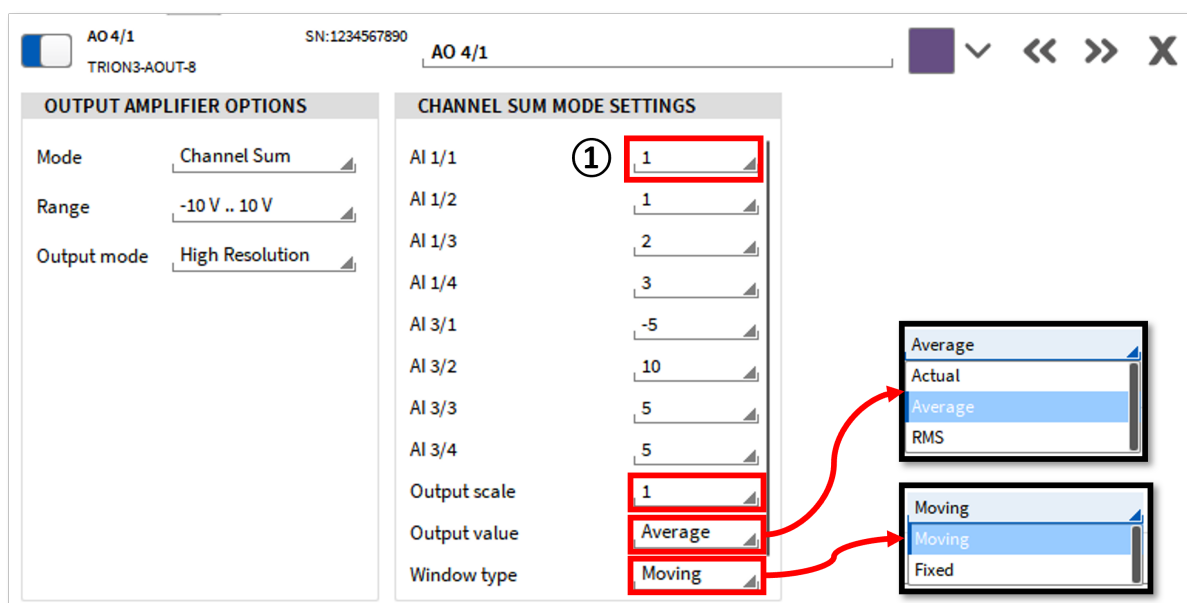 AO 4/1 SN:1234567890
TRION3-AOUT-8
AO 4/1
X
OUTPUT AMPLIFIER OPTIONS
Mode Channel Sum
Range -10 V .. 10 V
Output mode High Resolution
CHANNEL SUM MODE SETTINGS
AI 1/1 ① 1
AI 1/2 1
AI 1/3 2
AI 1/4 3
AI 3/1 -5
AI 3/2 10
AI 3/3 5
AI 3/4 5
Output scale 1
Output value Average
Window type Moving
Average
Actual
Average
RMS
Moving
Moving
Fixed